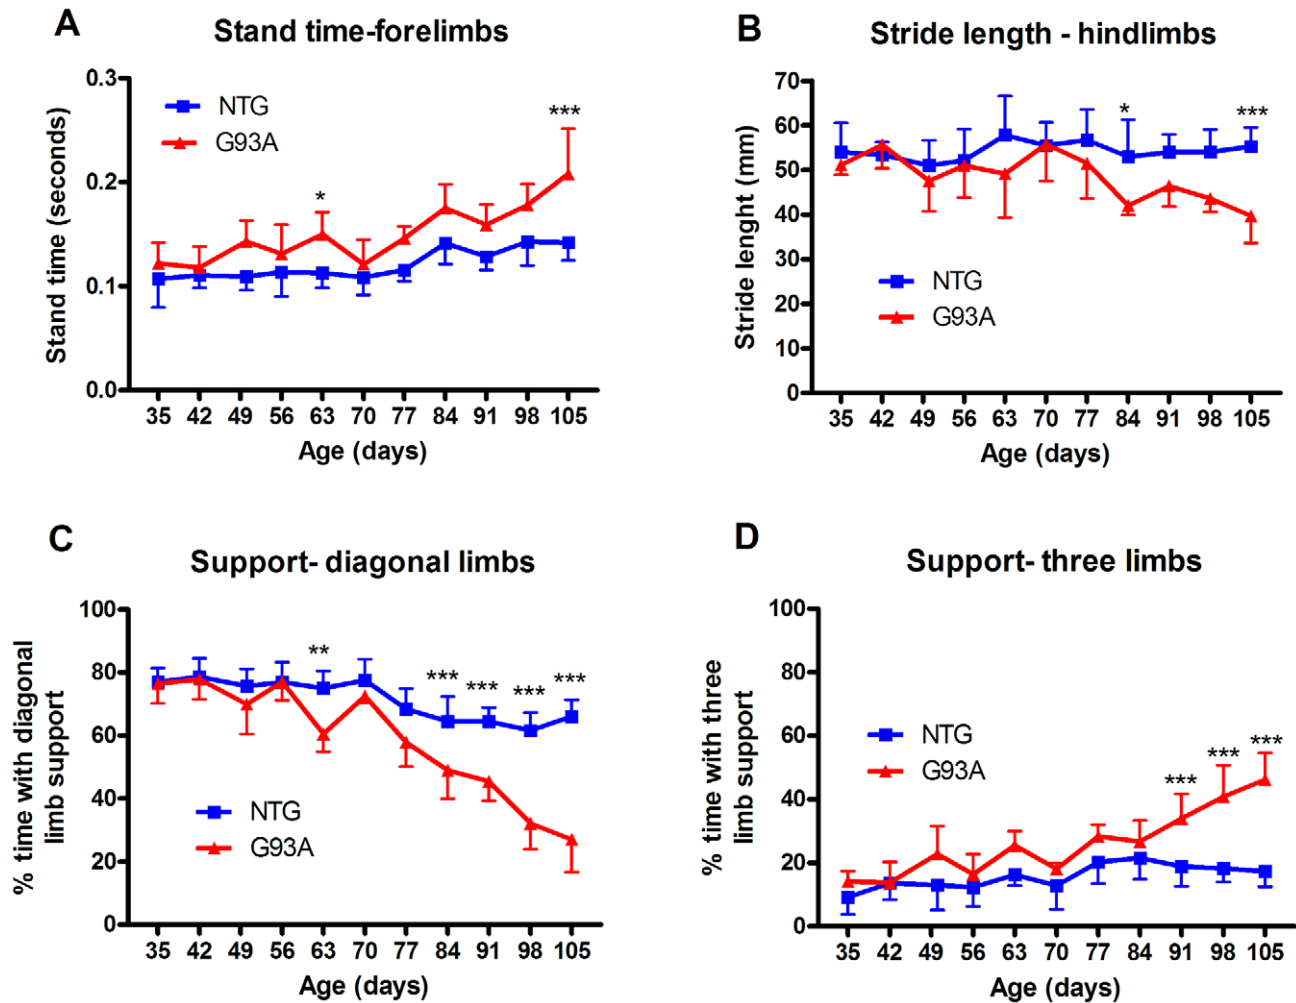 A
Stand time-forelimbs
Stand time (seconds)
0.3
0.2
0.1
0.0
NTG
G93A
*
***
35 42 49 56 63 70 77 84 91 98 105
Age (days)
B
Stride length - hindlimbs
Stride lenght (mm)
70
60
50
40
30
20
10
0
*
***
NTG
G93A
35 42 49 56 63 70 77 84 91 98 105
Age (days)
C
Support- diagonal limbs
% time with diagonal
limb support
100
80
60
40
20
0
**
***
***
***
***
NTG
G93A
35 42 49 56 63 70 77 84 91 98 105
Age (days)
D
Support- three limbs
% time with three
limb support
100
80
60
40
20
0
NTG
G93A
***
***
***
35 42 49 56 63 70 77 84 91 98 105
Age (days)